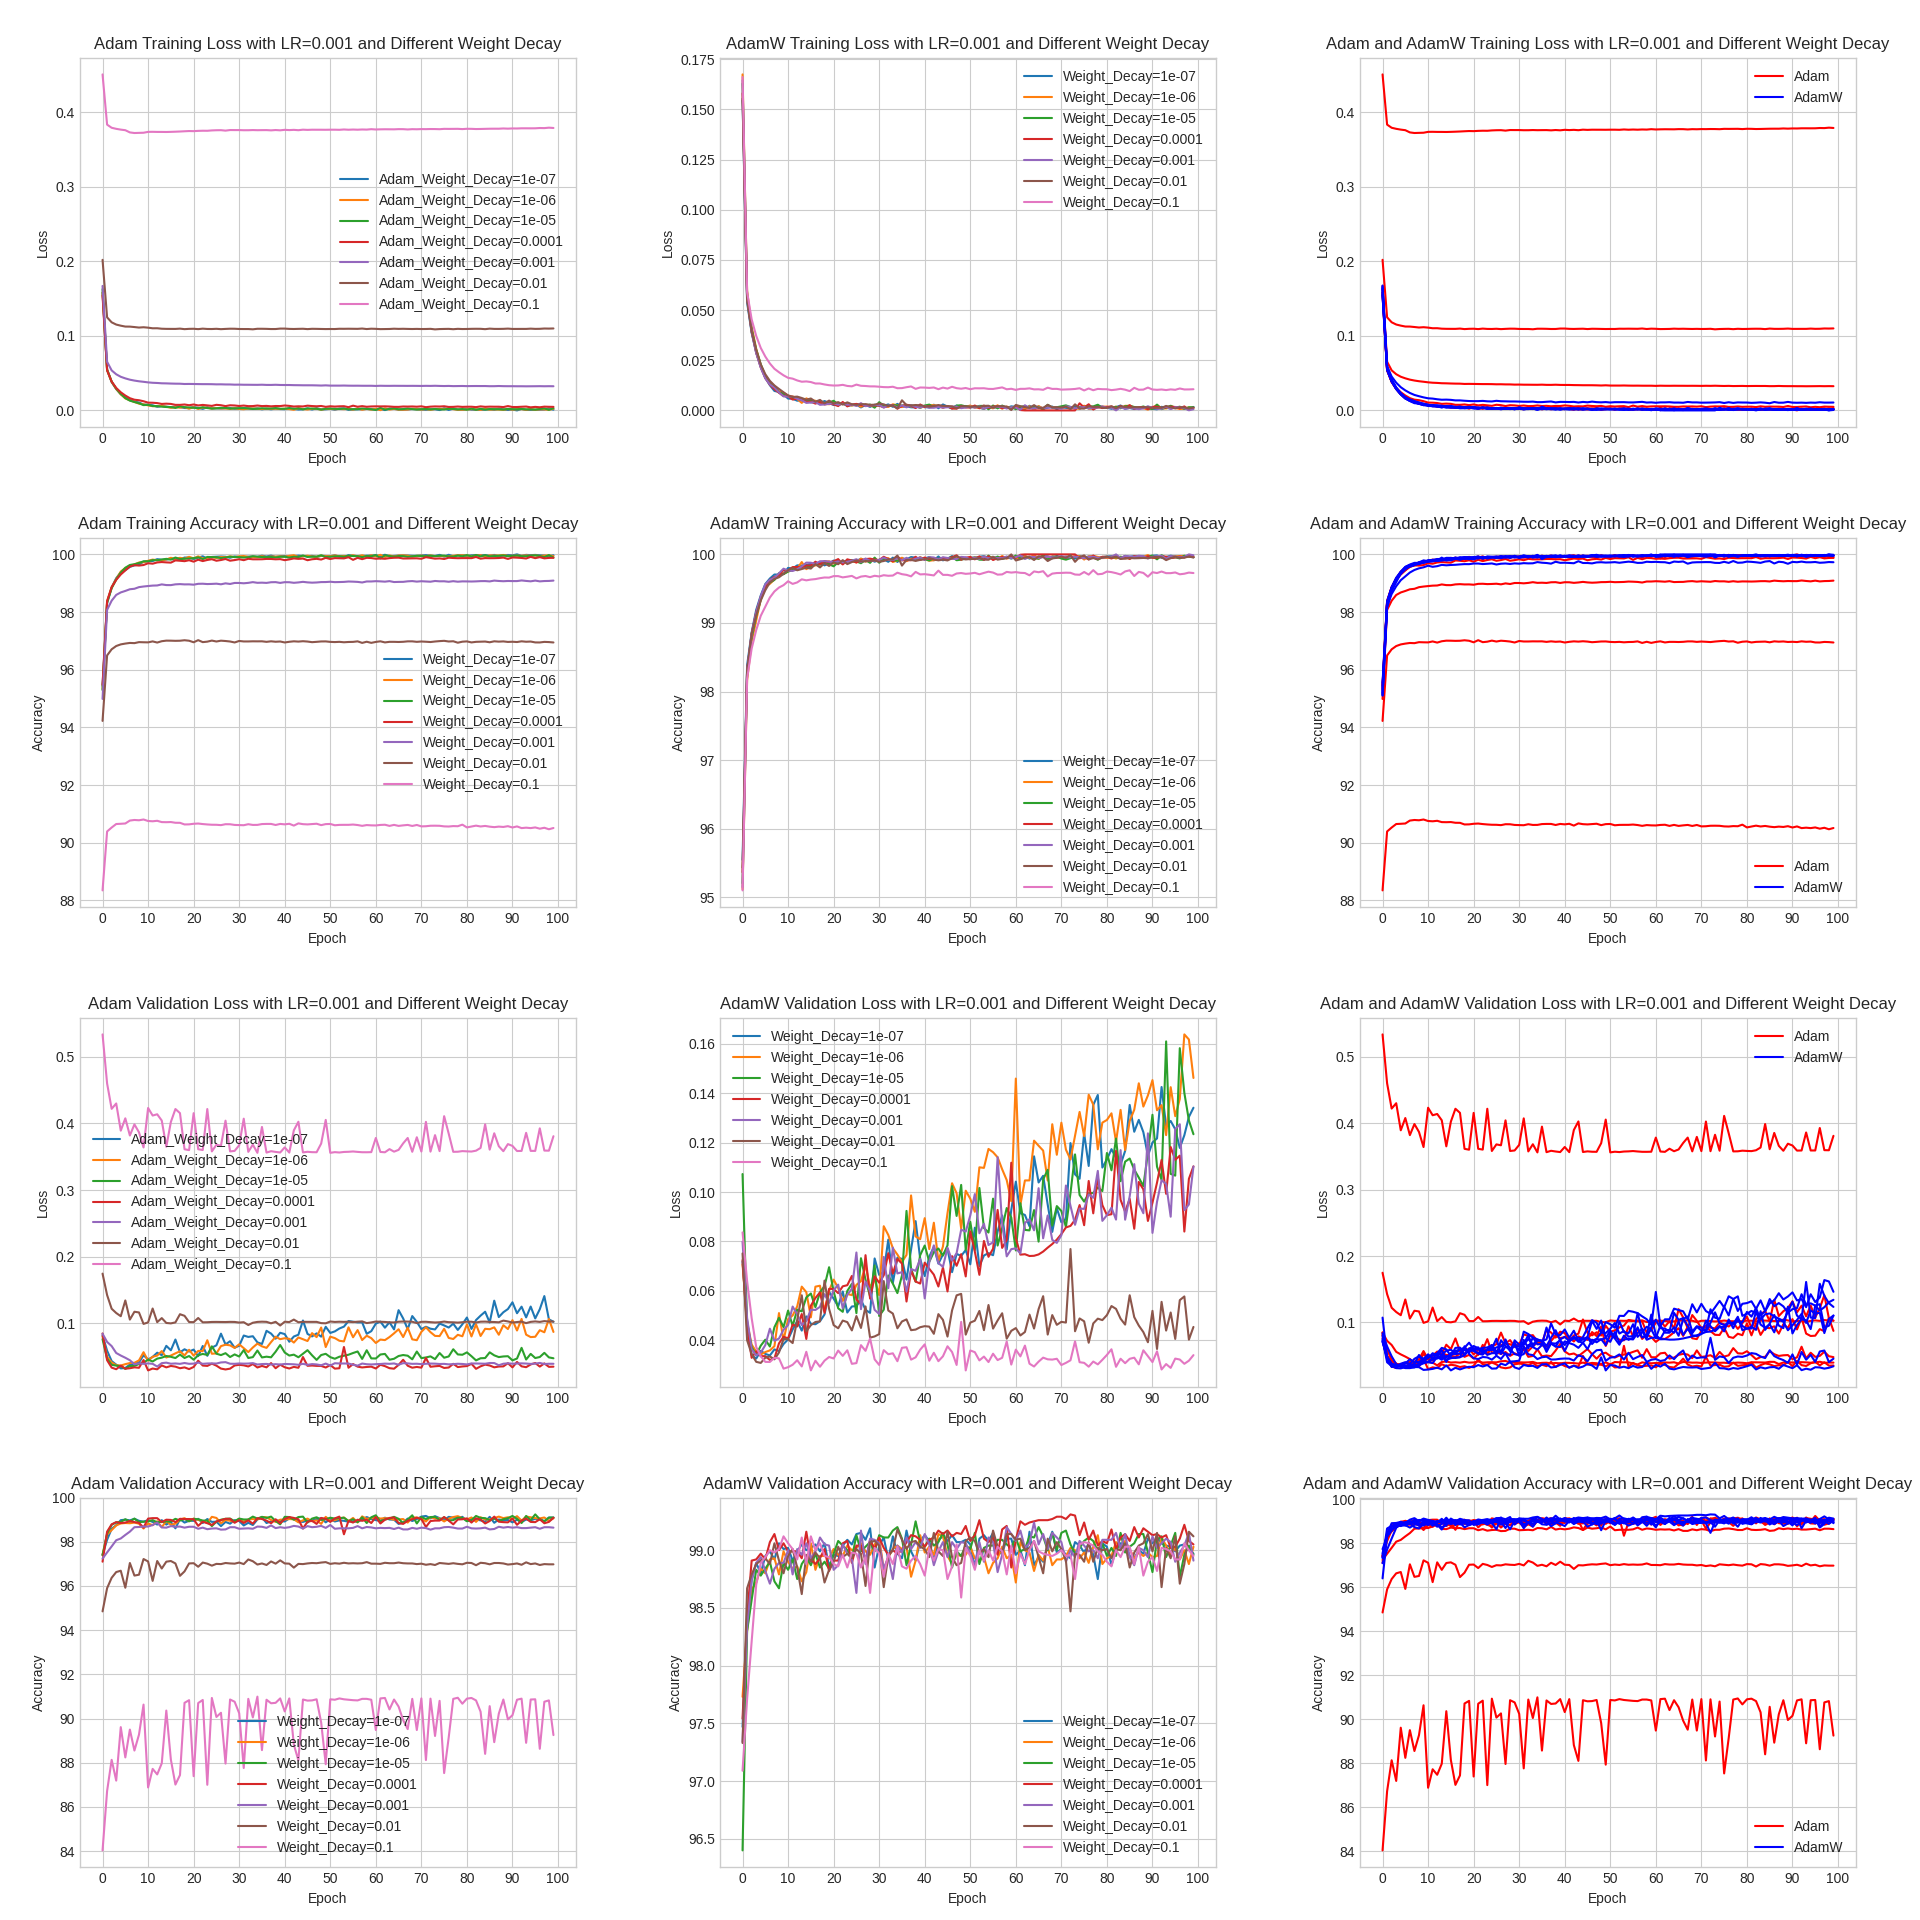 Adam Training Loss with LR=0.001 and Different Weight Decay
0.4
0.3
0.2
0.1
0.0
Loss
Adam_Weight_Decay=1e-07
Adam_Weight_Decay=1e-06
Adam_Weight_Decay=1e-05
Adam_Weight_Decay=0.0001
Adam_Weight_Decay=0.001
Adam_Weight_Decay=0.01
Adam_Weight_Decay=0.1
0 10 20 30 40 50 60 70 80 90 100
Epoch
AdamW Training Loss with LR=0.001 and Different Weight Decay
0.175
0.150
0.125
0.100
0.075
0.050
0.025
0.000
Loss
Weight_Decay=1e-07
Weight_Decay=1e-06
Weight_Decay=1e-05
Weight_Decay=0.0001
Weight_Decay=0.001
Weight_Decay=0.01
Weight_Decay=0.1
0 10 20 30 40 50 60 70 80 90 100
Epoch
Adam and AdamW Training Loss with LR=0.001 and Different Weight Decay
0.4
0.3
0.2
0.1
0.0
Loss
Adam
AdamW
0 10 20 30 40 50 60 70 80 90 100
Epoch
Adam Training Accuracy with LR=0.001 and Different Weight Decay
100
98
96
94
92
90
88
Accuracy
Weight_Decay=1e-07
Weight_Decay=1e-06
Weight_Decay=1e-05
Weight_Decay=0.0001
Weight_Decay=0.001
Weight_Decay=0.01
Weight_Decay=0.1
0 10 20 30 40 50 60 70 80 90 100
Epoch
AdamW Training Accuracy with LR=0.001 and Different Weight Decay
100
99
98
97
96
95
Accuracy
Weight_Decay=1e-07
Weight_Decay=1e-06
Weight_Decay=1e-05
Weight_Decay=0.0001
Weight_Decay=0.001
Weight_Decay=0.01
Weight_Decay=0.1
0 10 20 30 40 50 60 70 80 90 100
Epoch
Adam and AdamW Training Accuracy with LR=0.001 and Different Weight Decay
100
98
96
94
92
90
88
Accuracy
Adam
AdamW
0 10 20 30 40 50 60 70 80 90 100
Epoch
Adam Validation Loss with LR=0.001 and Different Weight Decay
0.5
0.4
0.3
0.2
0.1
Loss
Adam_Weight_Decay=1e-07
Adam_Weight_Decay=1e-06
Adam_Weight_Decay=1e-05
Adam_Weight_Decay=0.0001
Adam_Weight_Decay=0.001
Adam_Weight_Decay=0.01
Adam_Weight_Decay=0.1
0 10 20 30 40 50 60 70 80 90 100
Epoch
AdamW Validation Loss with LR=0.001 and Different Weight Decay
0.16
0.14
0.12
0.10
0.08
0.06
0.04
Loss
Weight_Decay=1e-07
Weight_Decay=1e-06
Weight_Decay=1e-05
Weight_Decay=0.0001
Weight_Decay=0.001
Weight_Decay=0.01
Weight_Decay=0.1
0 10 20 30 40 50 60 70 80 90 100
Epoch
Adam and AdamW Validation Loss with LR=0.001 and Different Weight Decay
0.5
0.4
0.3
0.2
0.1
Loss
Adam
AdamW
0 10 20 30 40 50 60 70 80 90 100
Epoch
Adam Validation Accuracy with LR=0.001 and Different Weight Decay
100
98
96
94
92
90
88
86
84
Accuracy
Weight_Decay=1e-07
Weight_Decay=1e-06
Weight_Decay=1e-05
Weight_Decay=0.0001
Weight_Decay=0.001
Weight_Decay=0.01
Weight_Decay=0.1
0 10 20 30 40 50 60 70 80 90 100
Epoch
AdamW Validation Accuracy with LR=0.001 and Different Weight Decay
99.0
98.5
98.0
97.5
97.0
96.5
Accuracy
Weight_Decay=1e-07
Weight_Decay=1e-06
Weight_Decay=1e-05
Weight_Decay=0.0001
Weight_Decay=0.001
Weight_Decay=0.01
Weight_Decay=0.1
0 10 20 30 40 50 60 70 80 90 100
Epoch
Adam and AdamW Validation Accuracy with LR=0.001 and Different Weight Decay
100
98
96
94
92
90
88
86
84
Accuracy
Adam
AdamW
0 10 20 30 40 50 60 70 80 90 100
Epoch